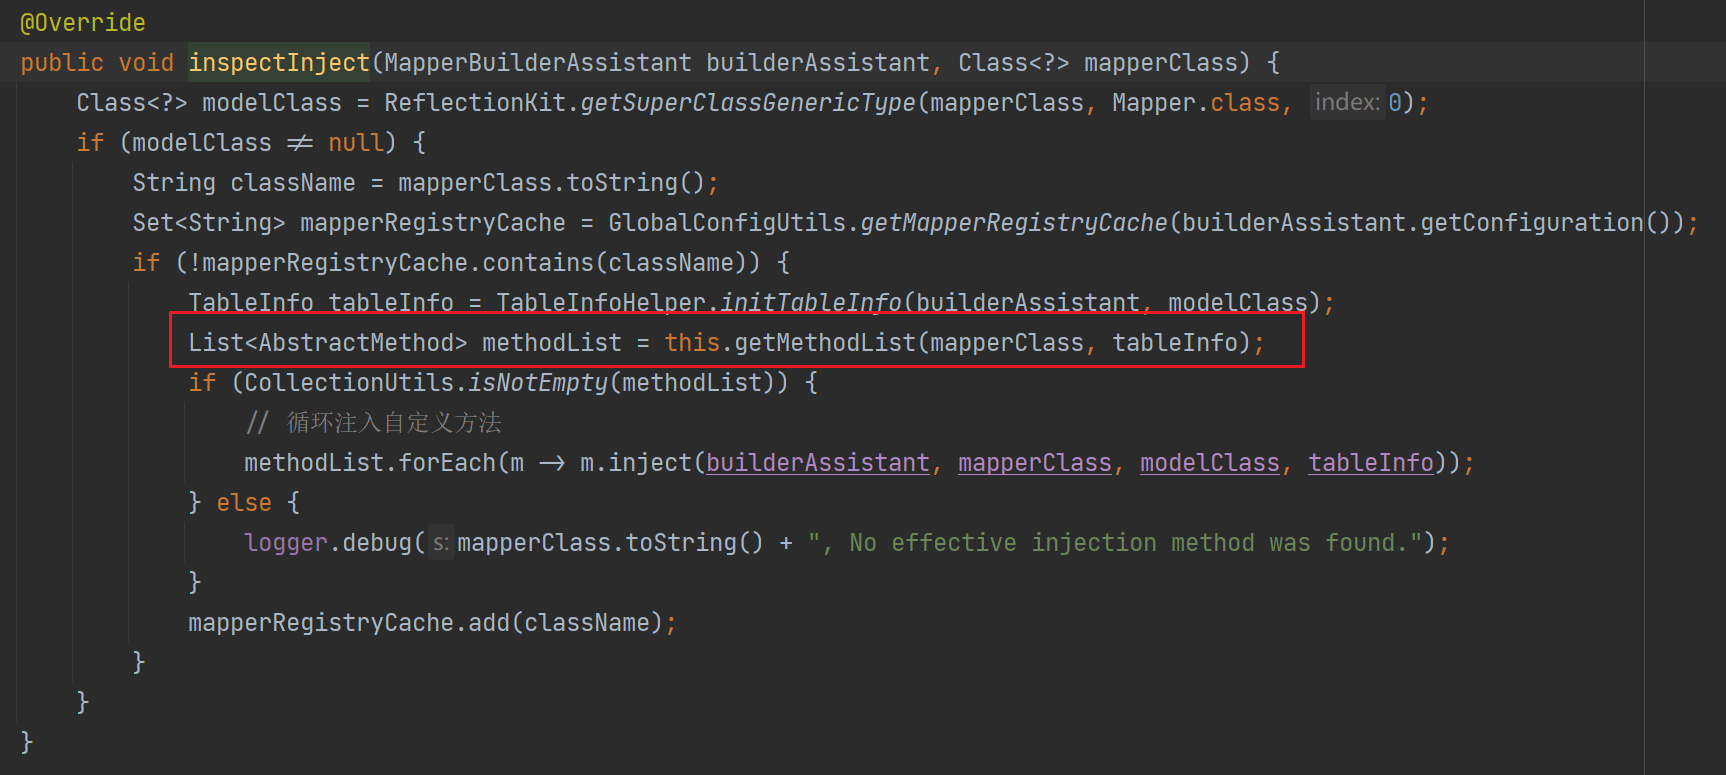 @Override
public void inspectInject(MapperBuilderAssistant builderAssistant, Class<?> mapperClass) {
Class<?> modelClass = ReflectionKit.getSuperClassGenericType(mapperClass, Mapper.class, index: 0);
if (modelClass != null) {
String className = mapperClass.toString();
Set<String> mapperRegistryCache = GlobalConfigUtils.getMapperRegistryCache(builderAssistant.getConfiguration());
if (!mapperRegistryCache.contains(className)) {
TableInfo tableInfo = TableInfoHelper.initTableInfo(builderAssistant, modelClass);
List<AbstractMethod> methodList = this.getMethodList(mapperClass, tableInfo);
if (CollectionUtils.isNotEmpty(methodList)) {
// 循环注入自定义方法
methodList.forEach(m -> m.inject(builderAssistant, mapperClass, modelClass, tableInfo));
} else {
logger.debug( s: mapperClass.toString() + ", No effective injection method was found.");
}
mapperRegistryCache.add(className);
}
}
}